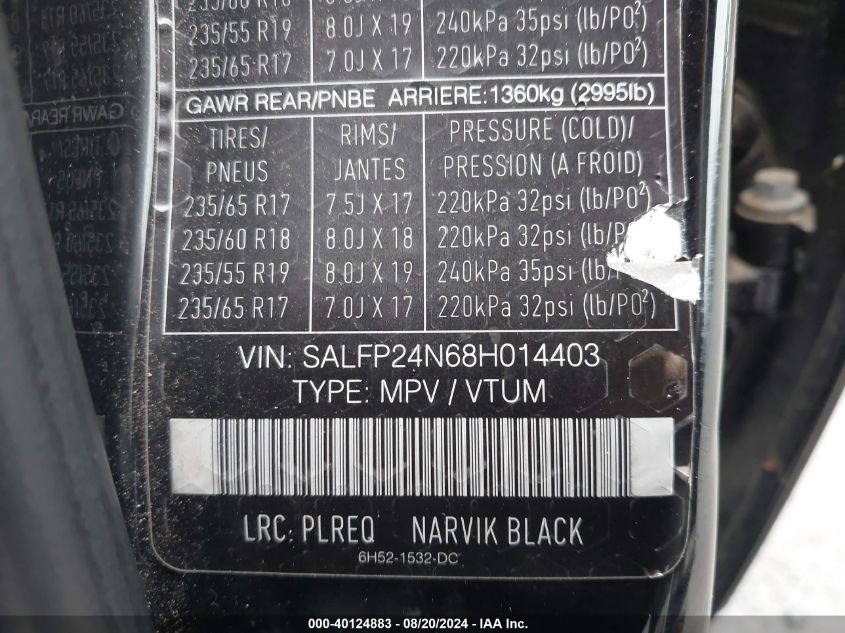 235/55 R19 8.0J X 19 240kPa 35psi (lb/PO²)
235/65 R17 7.0J X 17 220kPa 32psi (lb/PO²)
GAWR REAR/PNBE ARRIERE: 1360kg (2995lb)
TIRES/ RIMS/ PRESSURE (COLD)/
PNEUS JANTES PRESSION (A FROID)
235/65 R17 7.5J X 17 220kPa 32psi (lb/PO²)
235/60 R18 8.0J X 18 220kPa 32psi
235/55 R19 8.0J X 19 240kPa 35psi
235/65 R17 7.0J X 17 220kPa 32psi (lb/PO²)
VIN: SALFP24N68H014403
TYPE: MPV / VTUM
LRC: PLREQ NARVIK BLACK
6H52-1532-DC
000-40124883 - 08/20/2024 - IAA Inc.